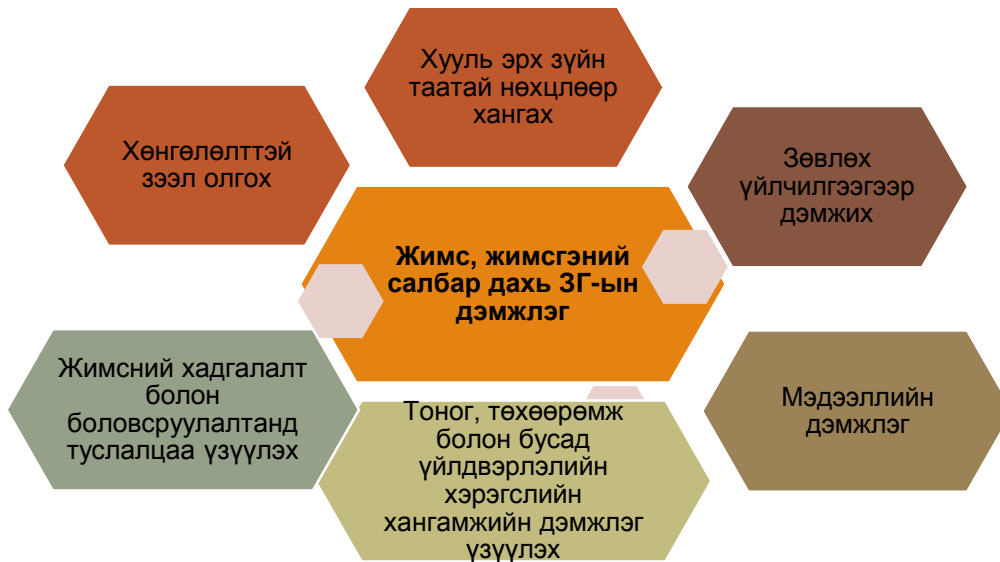 Хууль эрх зүйн
таатай нөхцлөөр
хангах
Хөнгөлөлттэй
зээл олгох
Зөвлөх
үйлчилгээгээр
дэмжих
Жимс, жимсгэний
салбар дахь ЗГ-ын
дэмжлэг
Жимсний хадгалалт
болон
боловсруулалтанд
туслалцаа үзүүлэх
Мэдээллийн
дэмжлэг
Тоног, төхөөрөмж
болон бусад
үйлдвэрлэлийн
хэрэгслийн
хангамжийн дэмжлэг
үзүүлэх